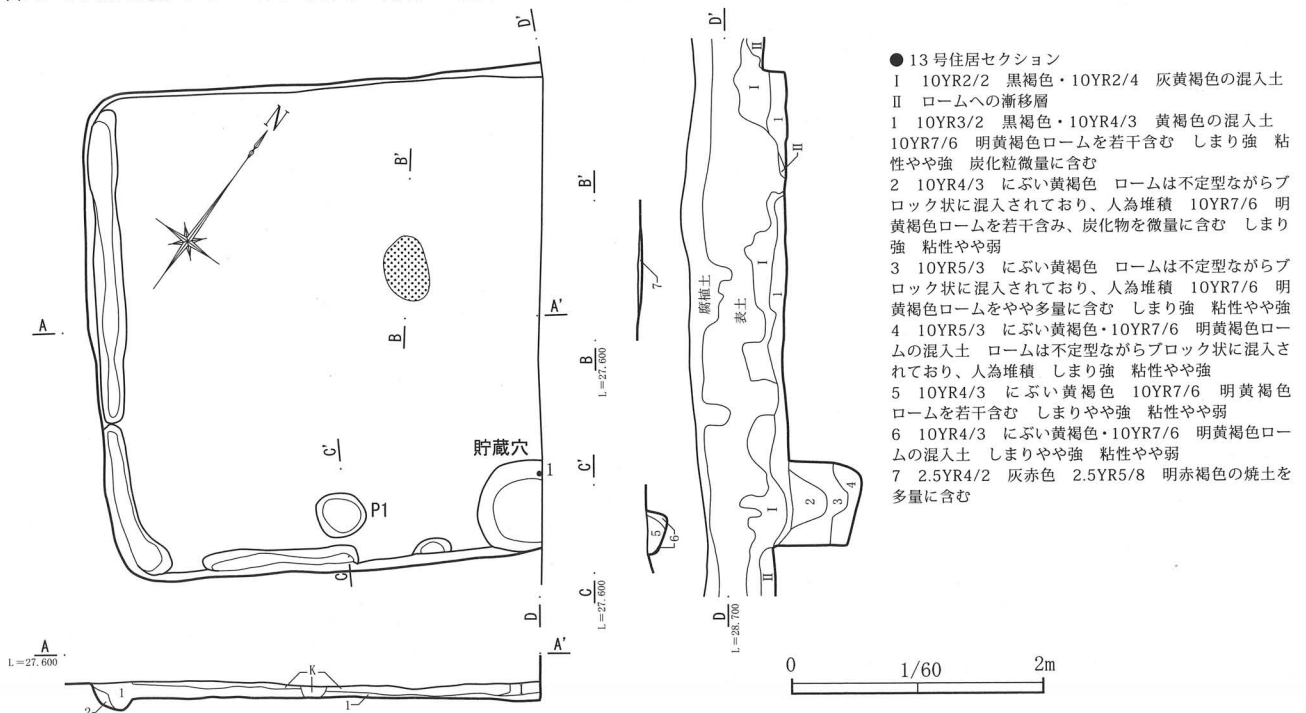 D'
N
B'
A
A'
B
C'
貯蔵穴
1
P1
C
D
A
L＝27.600
A'
K
1
2
1
B'
7
B
L＝27.600
C'
5
6
C
L＝27.600
D'
II
I
1
II
腐植土
表土
I
1
2
3
4
I
II
D
L＝28.700
● 13号住居セクション
I　10YR2/2　黒褐色・10YR2/4　灰黄褐色の混入土
II　ロームへの漸移層
1　10YR3/2　黒褐色・10YR4/3　黄褐色の混入土
10YR7/6　明黄褐色ロームを若干含む　しまり強　粘
性やや強　炭化粒微量に含む
2　10YR4/3　にぶい黄褐色　ロームは不定型ながらブ
ロック状に混入されており、人為堆積　10YR7/6　明
黄褐色ロームを若干含み、炭化物を微量に含む　しまり
強　粘性やや弱
3　10YR5/3　にぶい黄褐色　ロームは不定型ながらブ
ロック状に混入されており、人為堆積　10YR7/6　明
黄褐色ロームをやや多量に含む　しまり強　粘性やや強
4　10YR5/3　にぶい黄褐色・10YR7/6　明黄褐色ロー
ムの混入土　ロームは不定型ながらブロック状に混入さ
れており、人為堆積　しまり強　粘性やや強
5　10YR4/3　にぶい黄褐色　10YR7/6　明黄褐色
ロームを若干含む　しまりやや強　粘性やや弱
6　10YR4/3　にぶい黄褐色・10YR7/6　明黄褐色ロー
ムの混入土　しまりやや強　粘性やや弱
7　2.5YR4/2　灰赤色　2.5YR5/8　明赤褐色の焼土を
多量に含む
0　1/60　2m